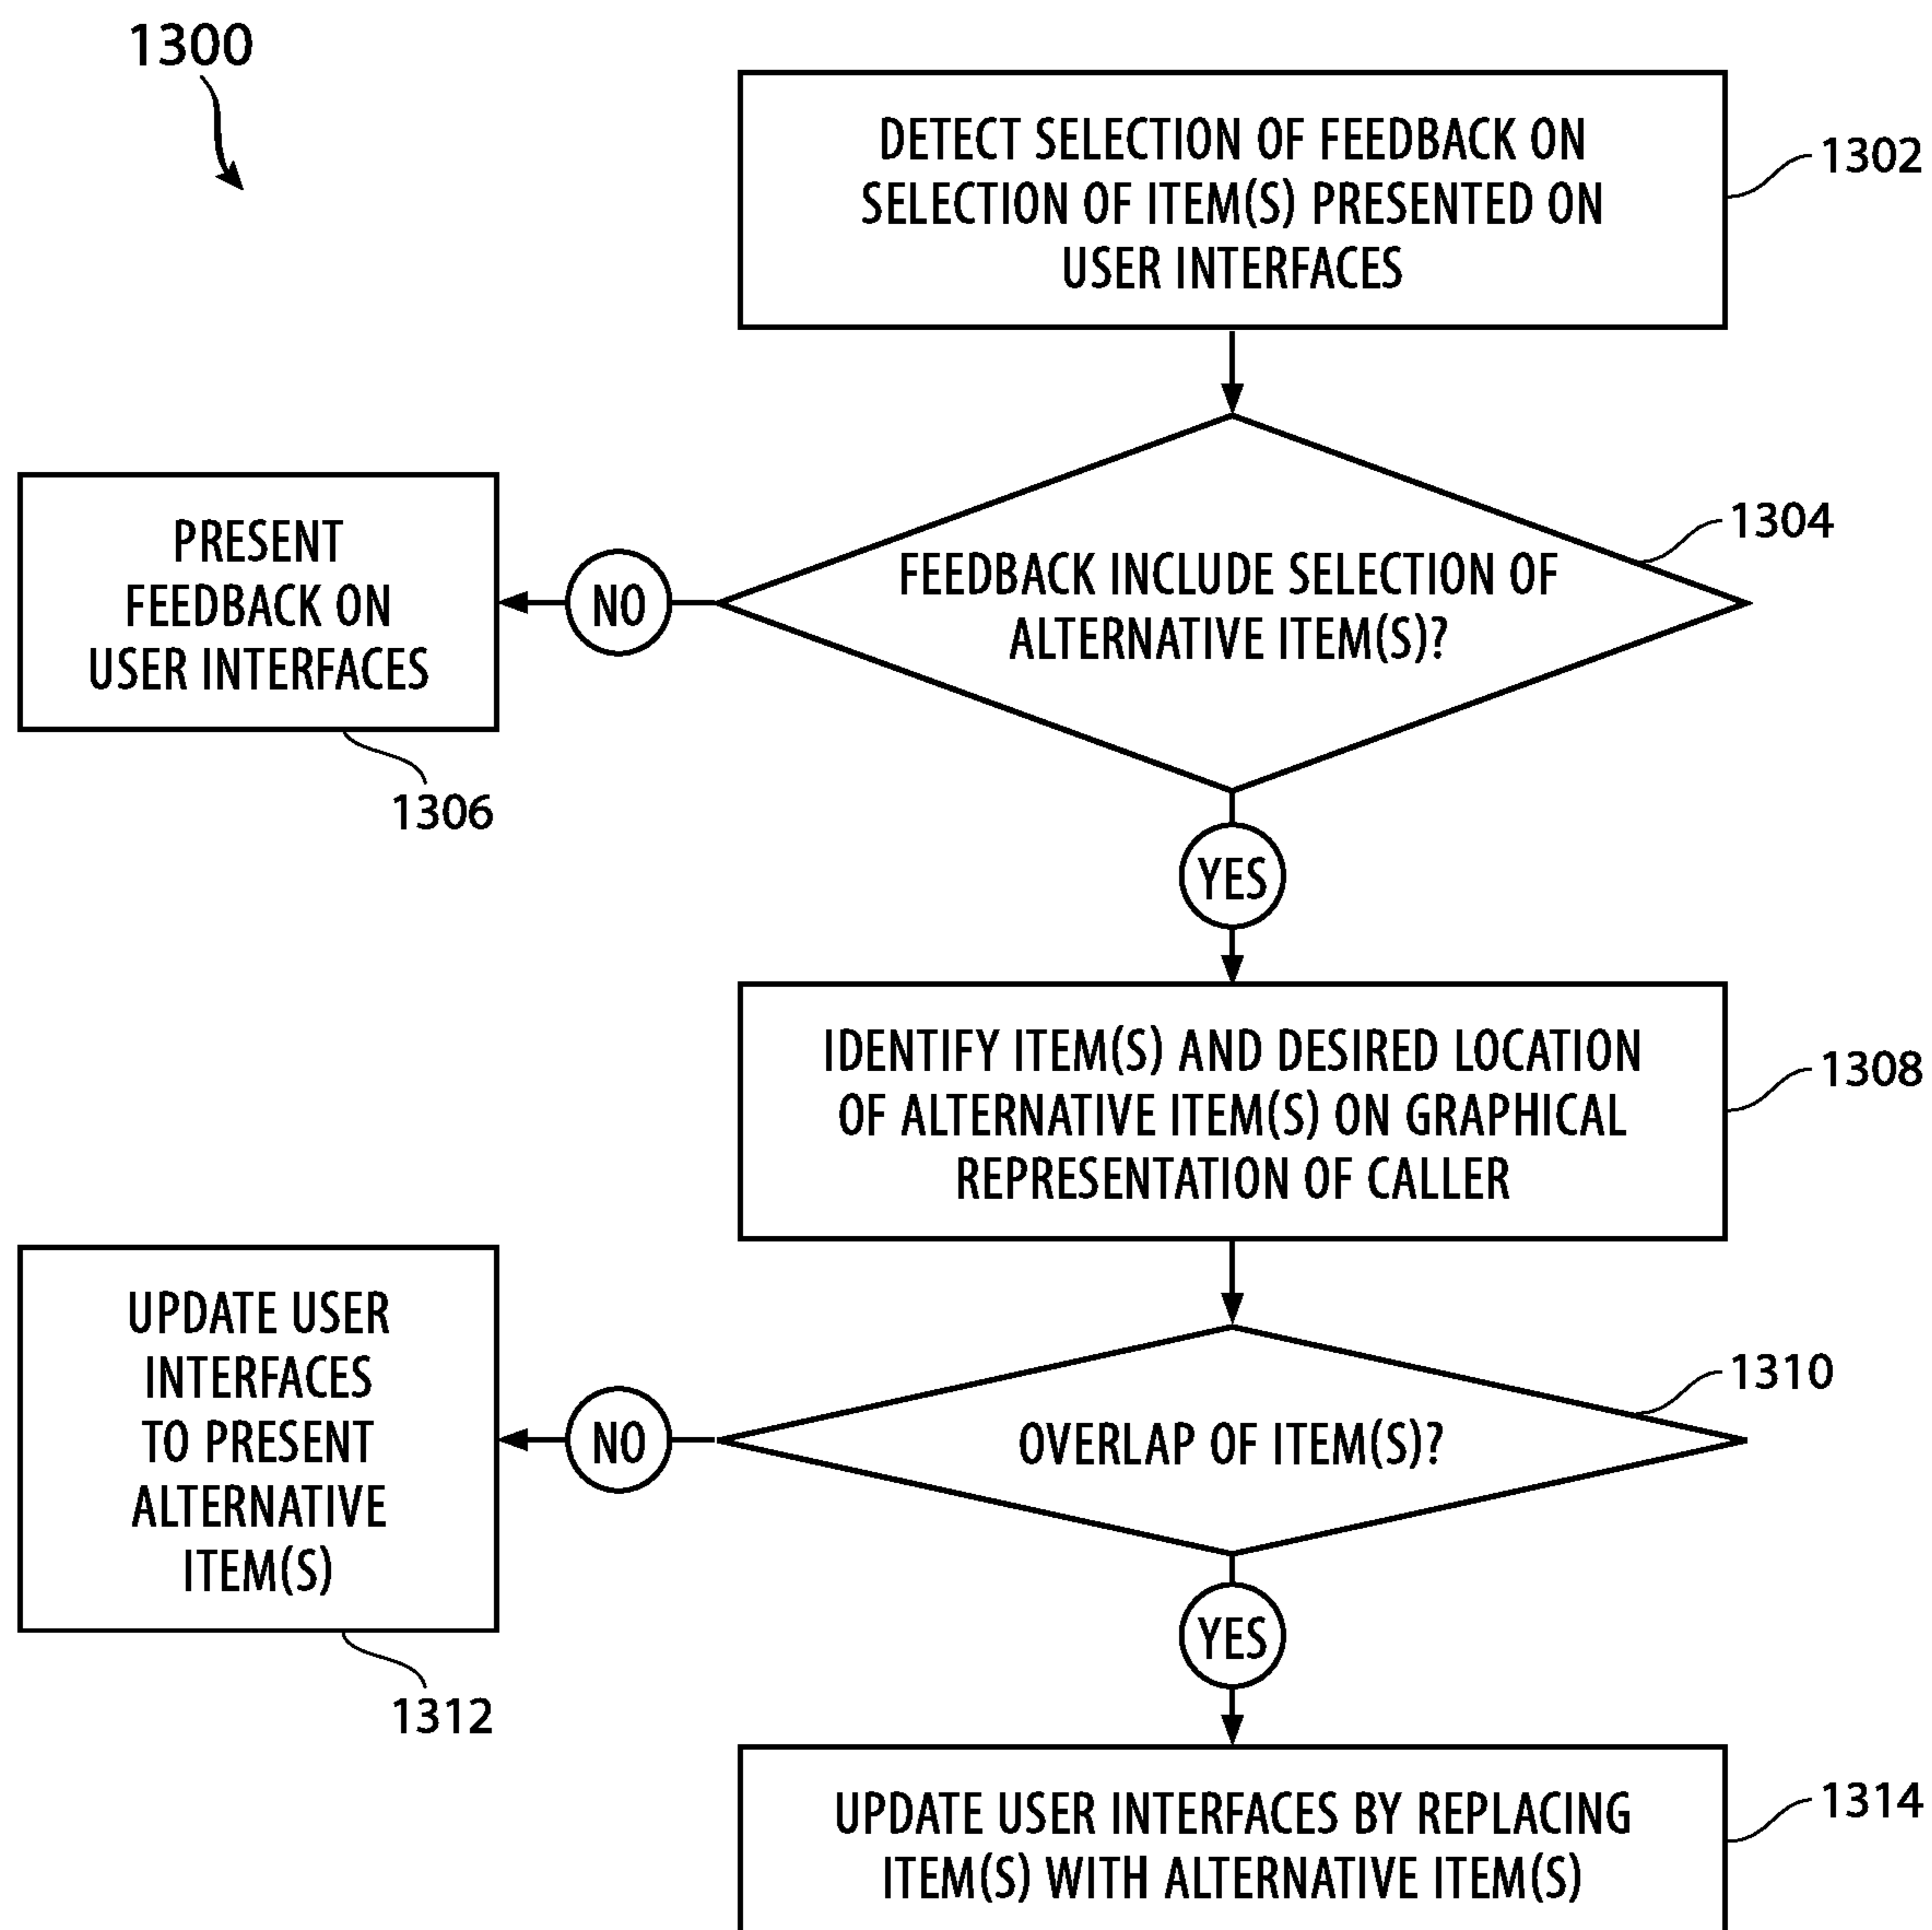 1300
DETECT SELECTION OF FEEDBACK ON
SELECTION OF ITEM(S) PRESENTED ON
USER INTERFACES
1302
FEEDBACK INCLUDE SELECTION OF
ALTERNATIVE ITEM(S)?
1304
NO
PRESENT
FEEDBACK ON
USER INTERFACES
1306
YES
IDENTIFY ITEM(S) AND DESIRED LOCATION
OF ALTERNATIVE ITEM(S) ON GRAPHICAL
REPRESENTATION OF CALLER
1308
OVERLAP OF ITEM(S)?
1310
NO
UPDATE USER
INTERFACES
TO PRESENT
ALTERNATIVE
ITEM(S)
1312
YES
UPDATE USER INTERFACES BY REPLACING
ITEM(S) WITH ALTERNATIVE ITEM(S)
1314